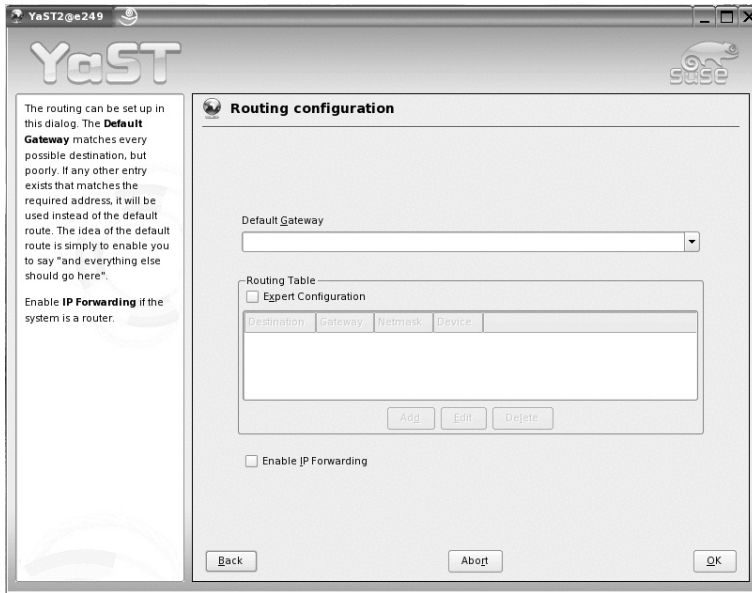 YaST2@e249
YaST
suse
The routing can be set up in
this dialog. The Default
Gateway matches every
possible destination, but
poorly. If any other entry
exists that matches the
required address, it will be
used instead of the default
route. The idea of the default
route is simply to enable you
to say "and everything else
should go here".
Enable IP Forwarding if the
system is a router.
Routing configuration
Default Gateway
Routing Table
Expert Configuration
Destination Gateway Netmask Device
Add Edit Delete
Enable IP Forwarding
Back Abort OK